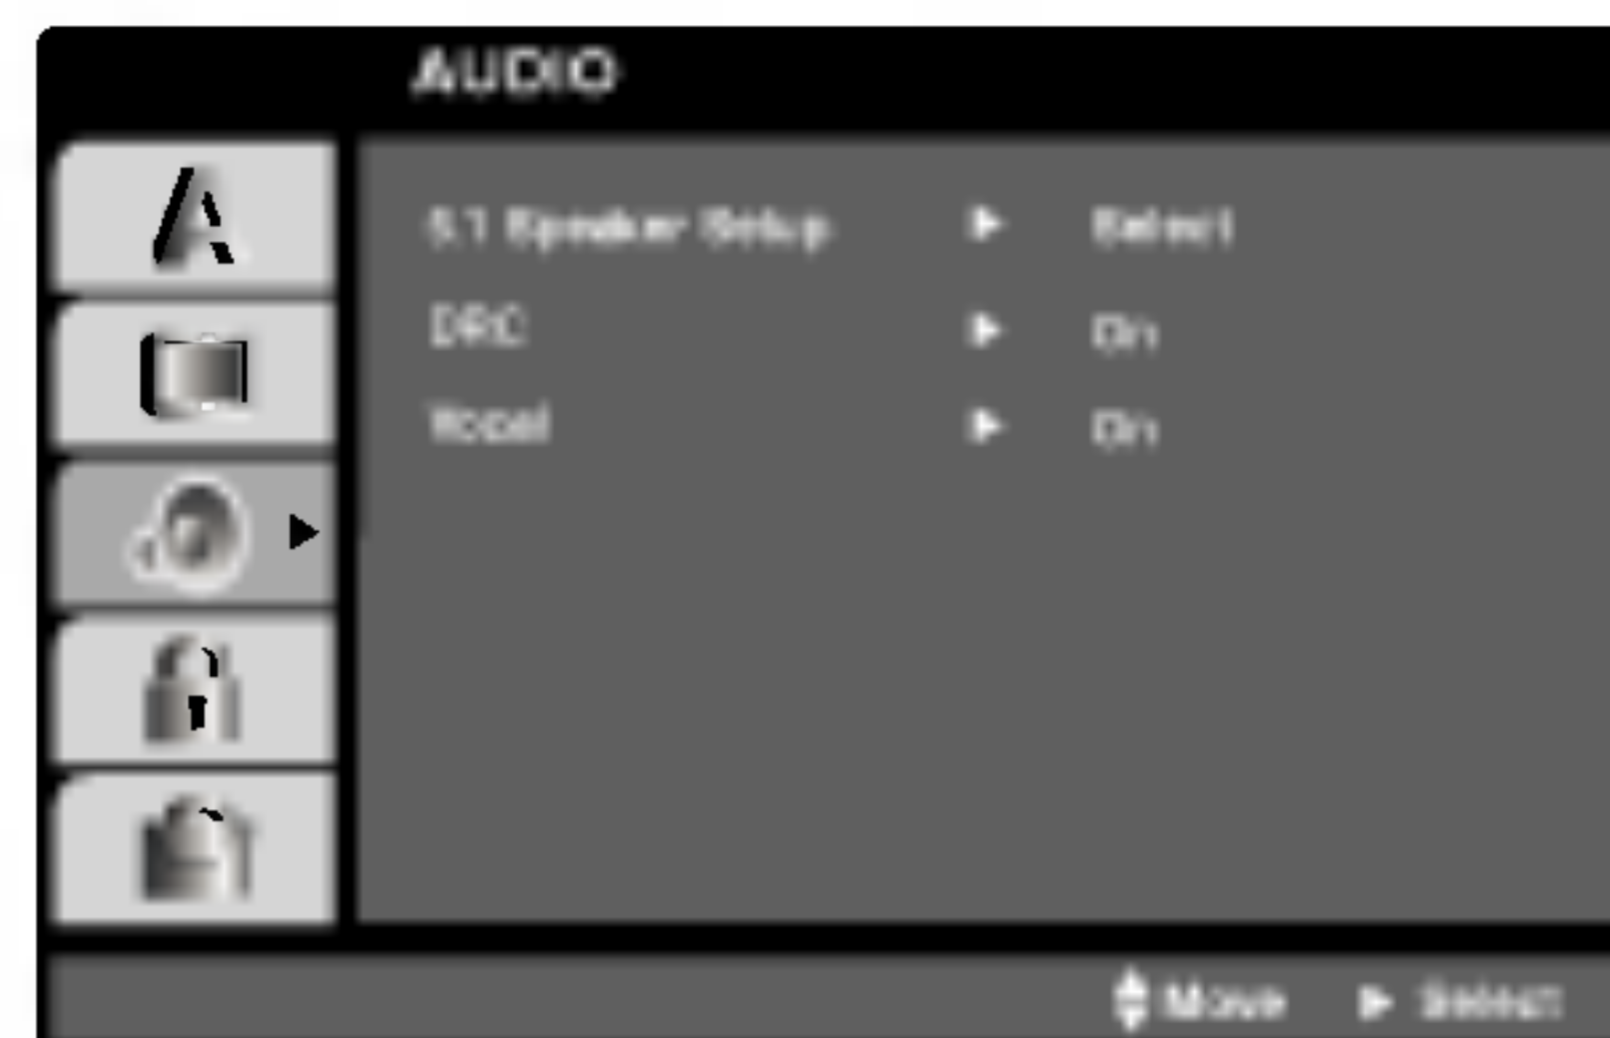 AUDIO
5.1 Speaker Setup ▶ Select
DRC ▶ On
Vocal ▶ On
Move ▶ Select